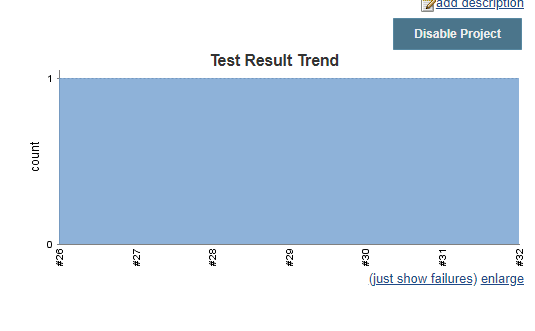 add description
Disable Project
Test Result Trend
1
count
0
#26 #27 #28 #29 #30 #31 #32
(just show failures) enlarge